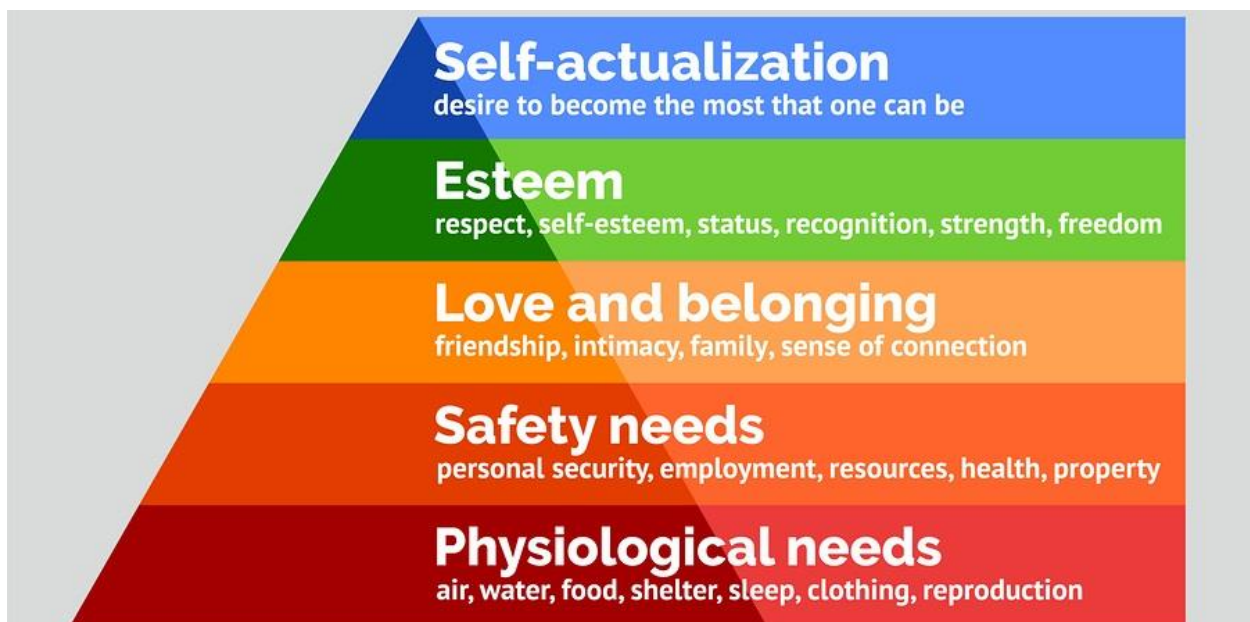 Self-actualization
desire to become the most that one can be
Esteem
respect, self-esteem, status, recognition, strength, freedom
Love and belonging
friendship, intimacy, family, sense of connection
Safety needs
personal security, employment, resources, health, property
Physiological needs
air, water, food, shelter, sleep, clothing, reproduction